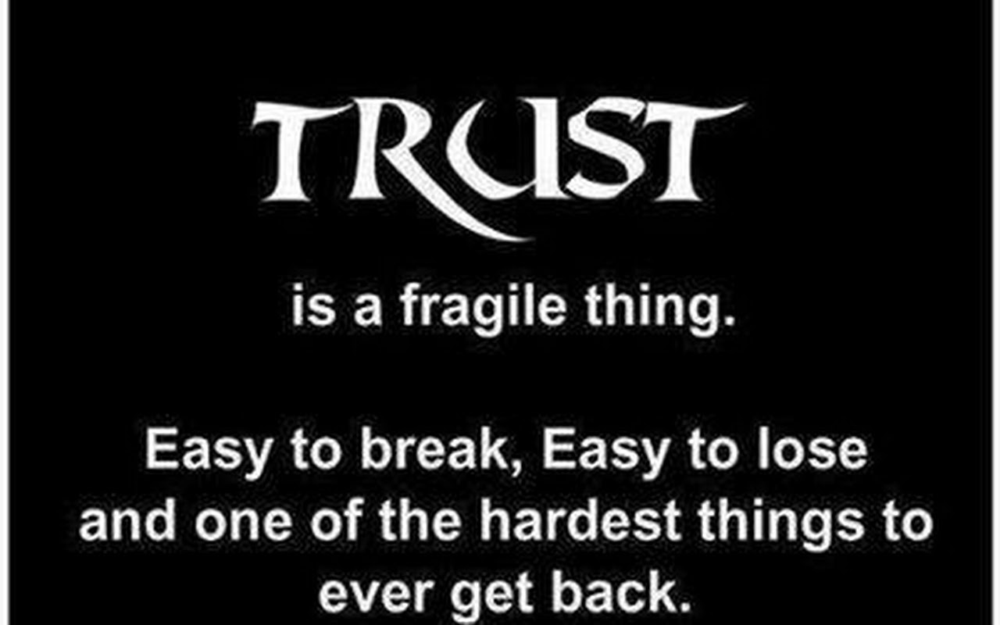 TRUST
is a fragile thing.
Easy to break, Easy to lose
and one of the hardest things to
ever get back.